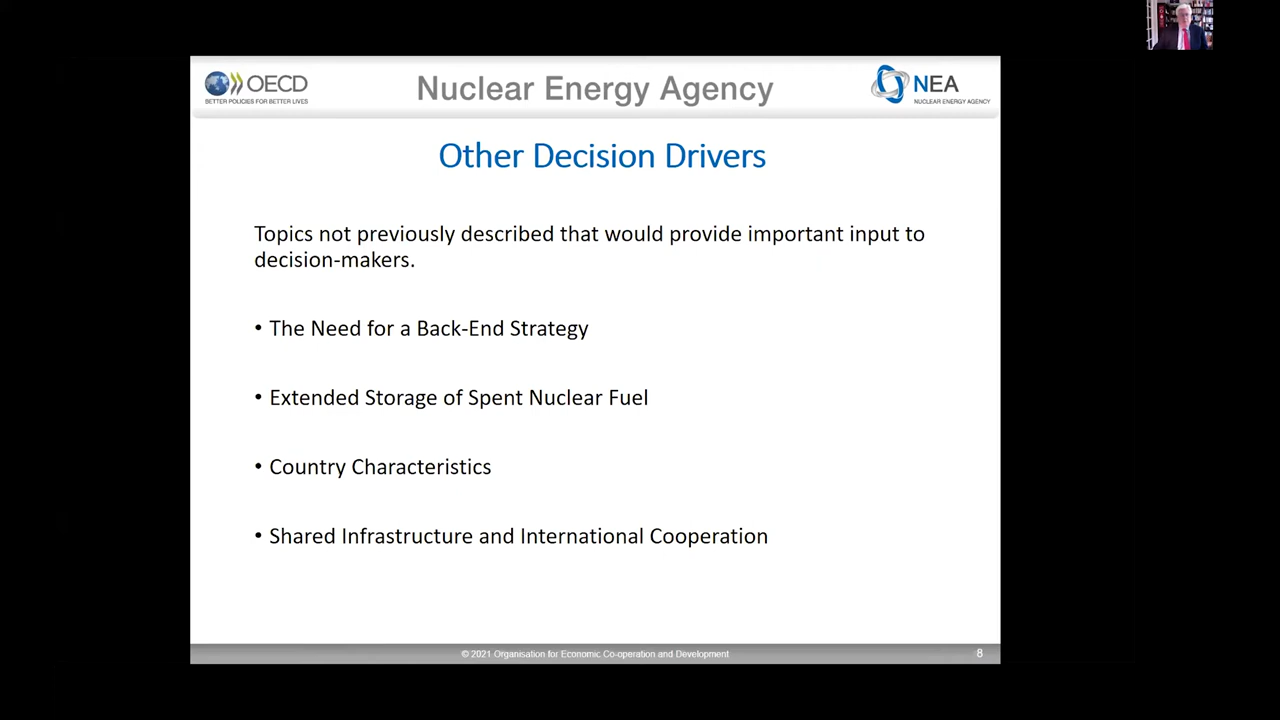 OECD
BETTER POLICIES FOR BETTER LIVES
Nuclear Energy Agency
NEA
NUCLEAR ENERGY AGENCY
Other Decision Drivers
Topics not previously described that would provide important input to
decision-makers.
• The Need for a Back-End Strategy
• Extended Storage of Spent Nuclear Fuel
• Country Characteristics
• Shared Infrastructure and International Cooperation
© 2021 Organisation for Economic Co-operation and Development
8